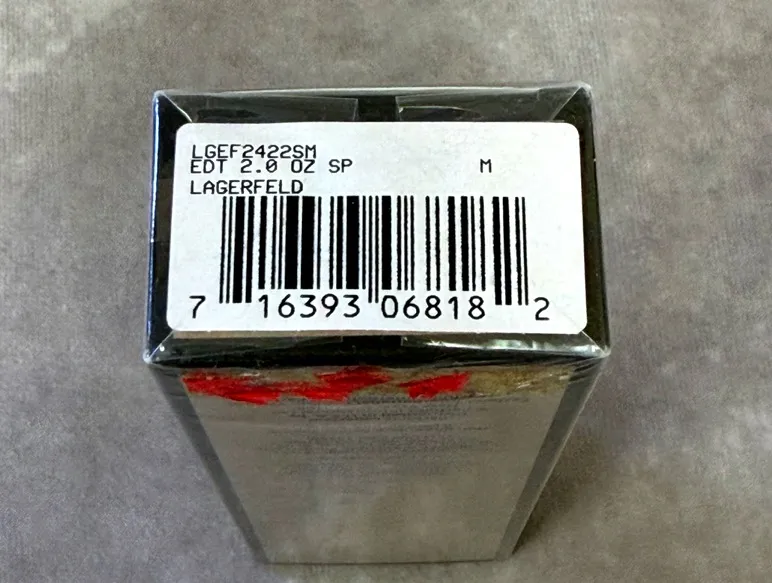 LGEF2422SM
EDT 2.0 OZ SP M
LAGERFELD
7 16393 06818 2